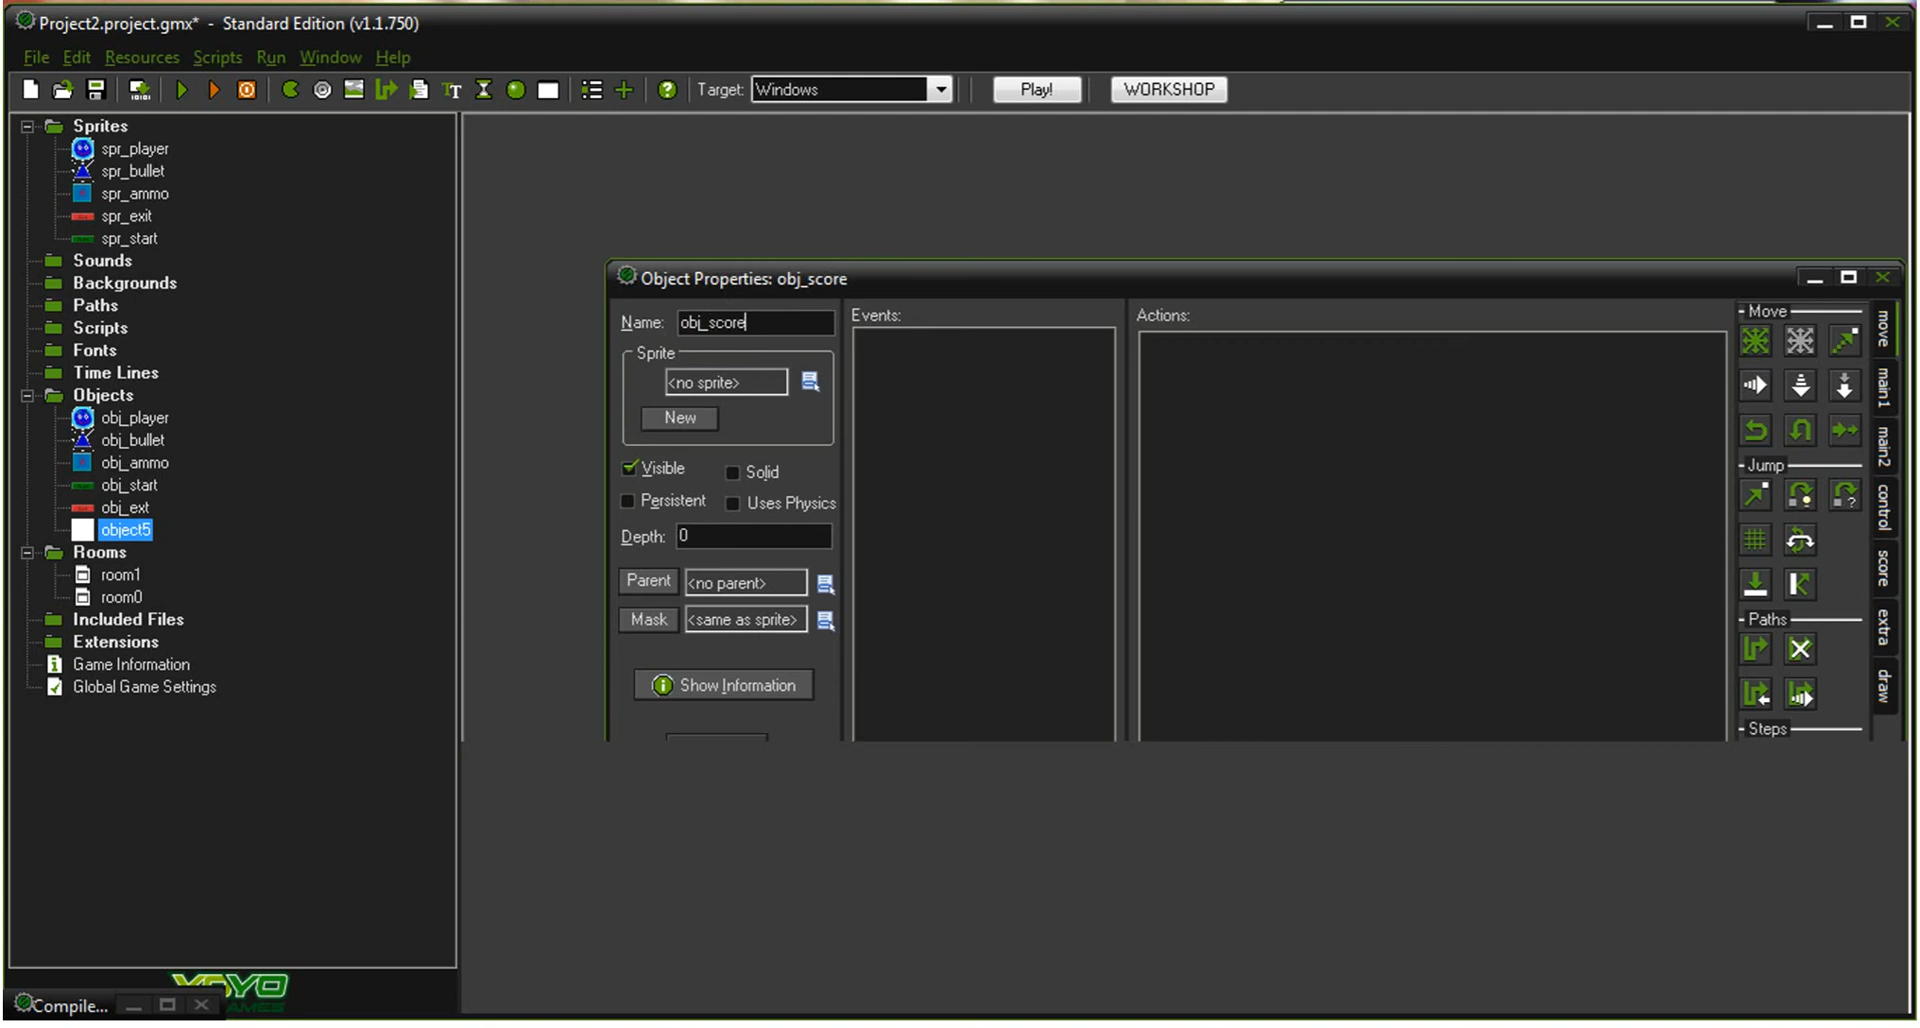 Project2.project.gmx* - Standard Edition (v1.1.750)
File Edit Resources Scripts Run Window Help
Target: Windows Play! WORKSHOP
Sprites
spr_player
spr_bullet
spr_ammo
spr_exit
spr_start
Sounds
Backgrounds
Paths
Scripts
Fonts
Time Lines
Objects
obj_player
obj_bullet
obj_ammo
obj_start
obj_ext
object5
Rooms
room1
room0
Included Files
Extensions
Game Information
Global Game Settings
Object Properties: obj_score
Name: obj_score
Sprite
<no sprite>
New
Visible Solid
Persistent Uses Physics
Depth: 0
Parent <no parent>
Mask <same as sprite>
Show Information
Events:
Actions:
Move
Jump
Paths
Steps
move
main1
main2
control
score
extra
draw
YOYO
GAMES
Compile...